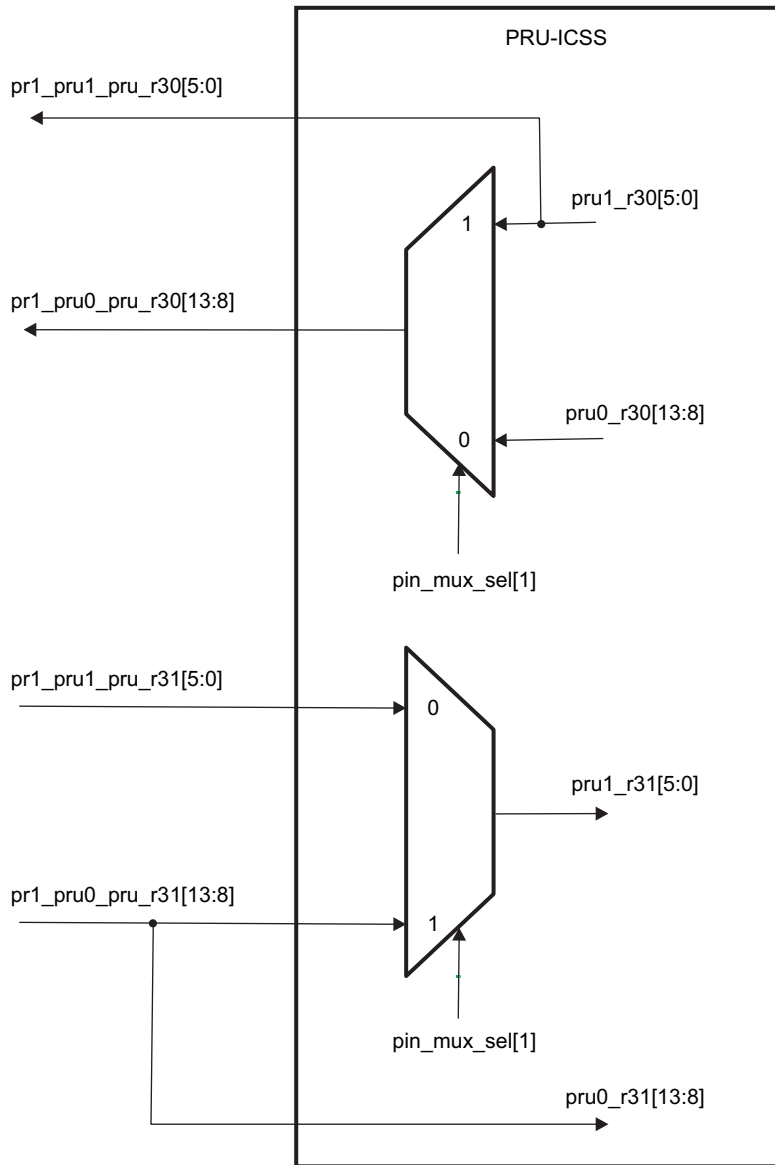 PRU-ICSS
pr1_pru1_pru_r30[5:0]
1
pru1_r30[5:0]
pr1_pru0_pru_r30[13:8]
0
pru0_r30[13:8]
pin_mux_sel[1]
pr1_pru1_pru_r31[5:0]
0
pru1_r31[5:0]
pr1_pru0_pru_r31[13:8]
1
pin_mux_sel[1]
pru0_r31[13:8]